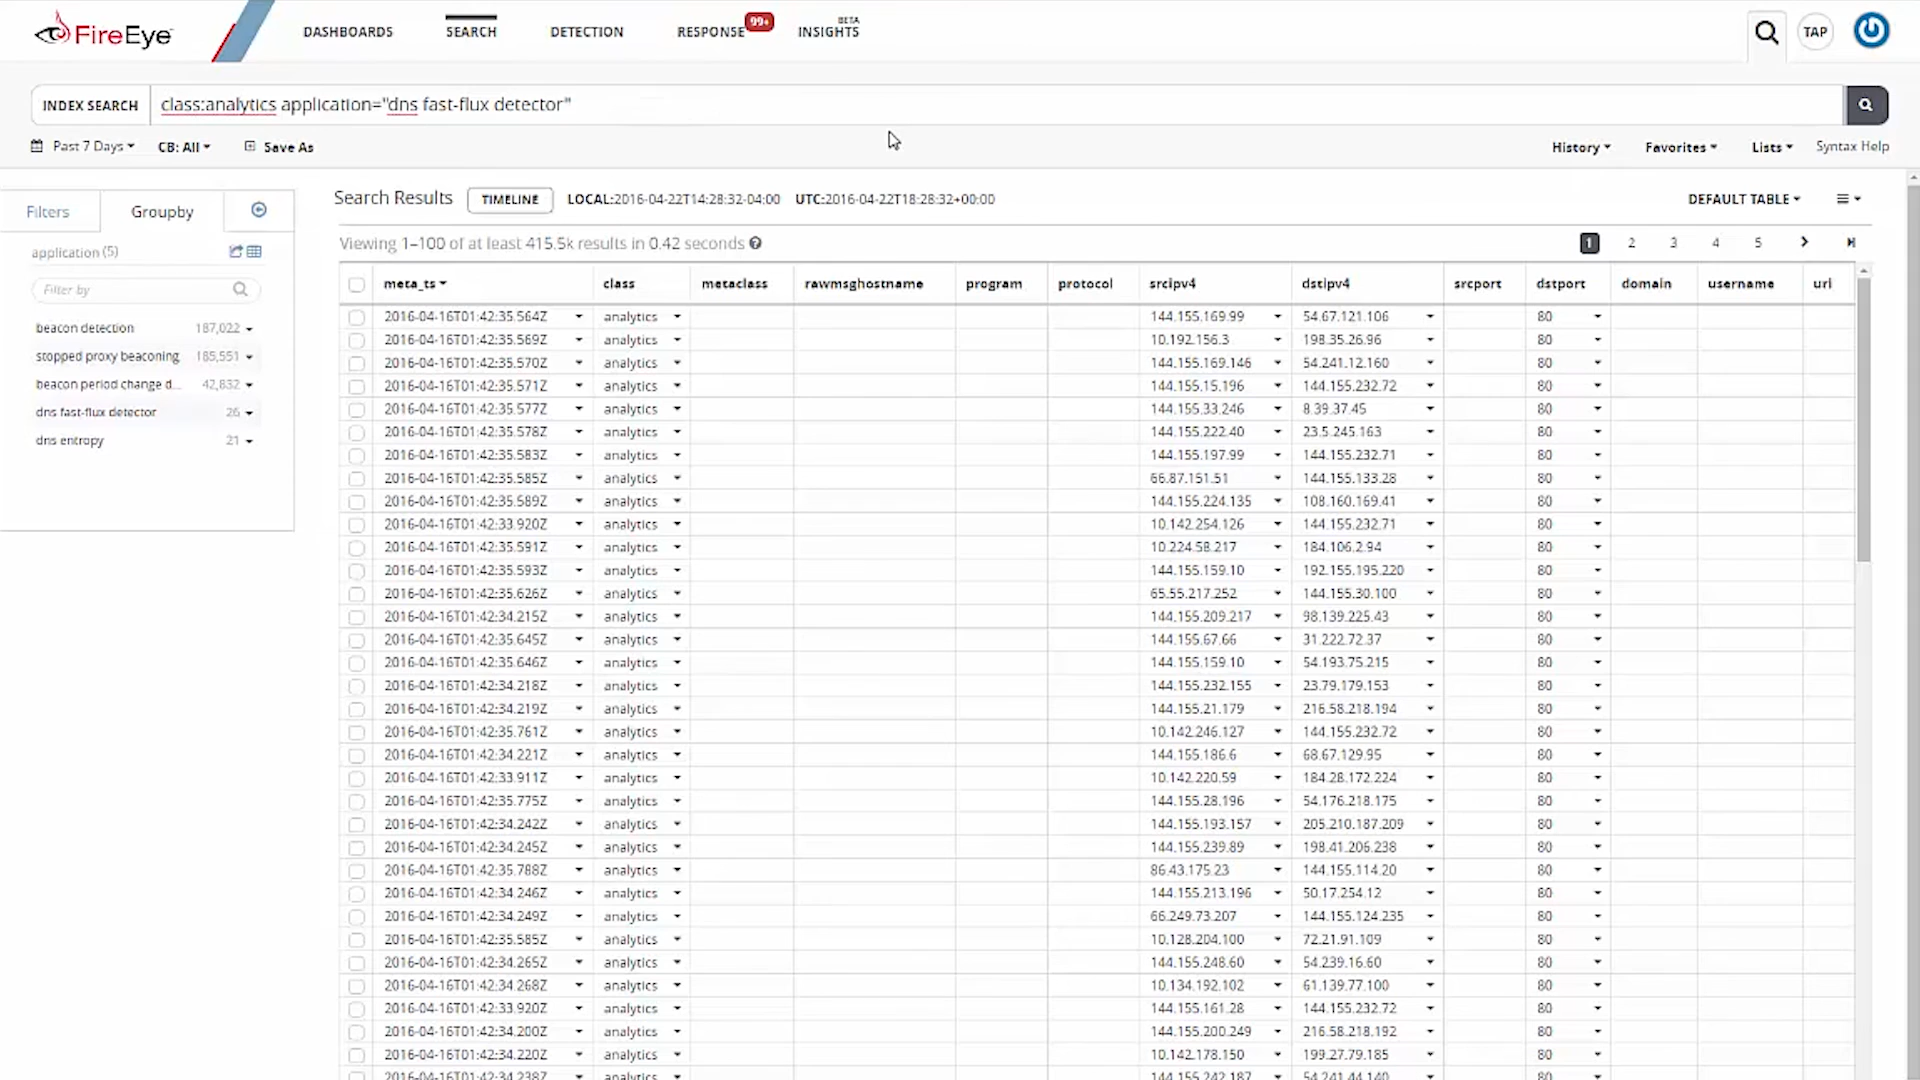 FireEye
DASHBOARDS SEARCH DETECTION RESPONSE 99+ INSIGHTS BETA
TAP
INDEX SEARCH class:analytics application="dns fast-flux detector"
Past 7 Days CB: All Save As History Favorites Lists Syntax Help
Filters Groupby
application (5)
Filter by
beacon detection 187,022
stopped proxy beaconing 185,551
beacon period change d... 42,832
dns fast-flux detector 26
dns entropy 21
Search Results TIMELINE LOCAL:2016-04-22T14:28:32-04:00 UTC:2016-04-22T18:28:32+00:00 DEFAULT TABLE
Viewing 1–100 of at least 415.5k results in 0.42 seconds 1 2 3 4 5
meta_ts class metaclass rawmsghostname program protocol srcipv4 dstipv4 srcport dstport domain username uri
2016-04-16T01:42:35.564Z analytics 144.155.169.99 54.67.121.106 80
2016-04-16T01:42:35.569Z analytics 10.192.156.3 198.35.26.96 80
2016-04-16T01:42:35.570Z analytics 144.155.169.146 54.241.12.160 80
2016-04-16T01:42:35.571Z analytics 144.155.15.196 144.155.232.72 80
2016-04-16T01:42:35.577Z analytics 144.155.33.246 8.39.37.45 80
2016-04-16T01:42:35.578Z analytics 144.155.222.40 23.5.245.163 80
2016-04-16T01:42:35.583Z analytics 144.155.197.99 144.155.232.71 80
2016-04-16T01:42:35.585Z analytics 66.87.151.51 144.155.133.28 80
2016-04-16T01:42:35.589Z analytics 144.155.224.135 108.160.169.41 80
2016-04-16T01:42:33.920Z analytics 10.142.254.126 144.155.232.71 80
2016-04-16T01:42:35.591Z analytics 10.224.58.217 184.106.2.94 80
2016-04-16T01:42:35.593Z analytics 144.155.159.10 192.155.195.220 80
2016-04-16T01:42:35.626Z analytics 65.55.217.252 144.155.30.100 80
2016-04-16T01:42:34.215Z analytics 144.155.209.217 98.139.225.43 80
2016-04-16T01:42:35.645Z analytics 144.155.67.66 31.222.72.37 80
2016-04-16T01:42:35.646Z analytics 144.155.159.10 54.193.75.215 80
2016-04-16T01:42:34.218Z analytics 144.155.232.155 23.79.179.153 80
2016-04-16T01:42:34.219Z analytics 144.155.21.179 216.58.218.194 80
2016-04-16T01:42:35.761Z analytics 10.142.246.127 144.155.232.72 80
2016-04-16T01:42:34.221Z analytics 144.155.186.6 68.67.129.95 80
2016-04-16T01:42:33.911Z analytics 10.142.220.59 184.28.172.224 80
2016-04-16T01:42:35.775Z analytics 144.155.28.196 54.176.218.175 80
2016-04-16T01:42:34.242Z analytics 144.155.193.157 205.210.187.209 80
2016-04-16T01:42:34.245Z analytics 144.155.239.89 198.41.206.238 80
2016-04-16T01:42:35.788Z analytics 86.43.175.23 144.155.114.20 80
2016-04-16T01:42:34.246Z analytics 144.155.213.196 50.17.254.12 80
2016-04-16T01:42:34.249Z analytics 66.249.73.207 144.155.124.235 80
2016-04-16T01:42:35.585Z analytics 10.128.204.100 72.21.91.109 80
2016-04-16T01:42:34.265Z analytics 144.155.248.60 54.239.16.60 80
2016-04-16T01:42:34.268Z analytics 10.134.192.102 61.139.77.100 80
2016-04-16T01:42:33.920Z analytics 144.155.161.28 144.155.232.72 80
2016-04-16T01:42:34.200Z analytics 144.155.200.249 216.58.218.192 80
2016-04-16T01:42:34.220Z analytics 10.142.178.150 199.27.79.185 80
2016-04-16T01:42:34.238Z analytics 144.155.242.187 54.241.44.140 80